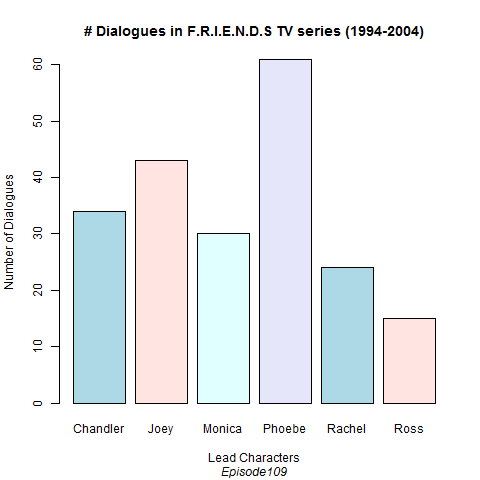 # Dialogues in F.R.I.E.N.D.S TV series (1994-2004)
Number of Dialogues
60
50
40
30
20
10
0
Chandler Joey Monica Phoebe Rachel Ross
Lead Characters
Episode109